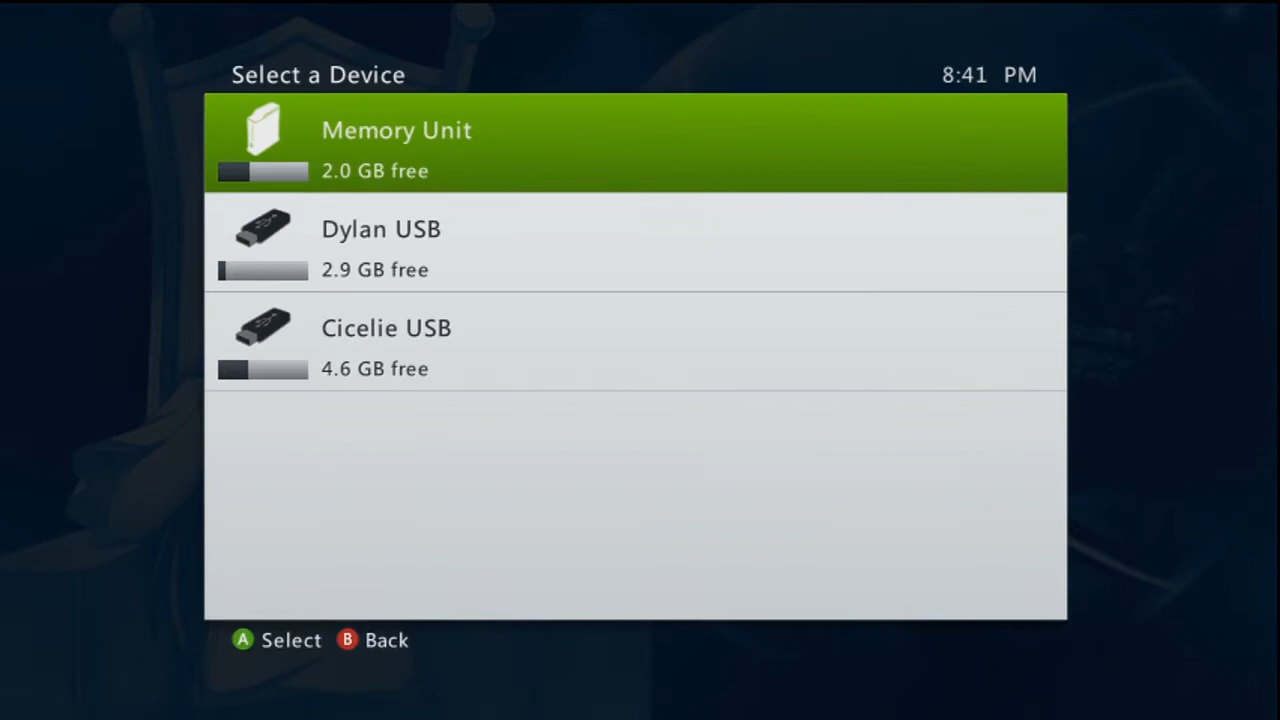 Select a Device
8:41 PM
Memory Unit
2.0 GB free
Dylan USB
2.9 GB free
Cicelie USB
4.6 GB free
A Select B Back